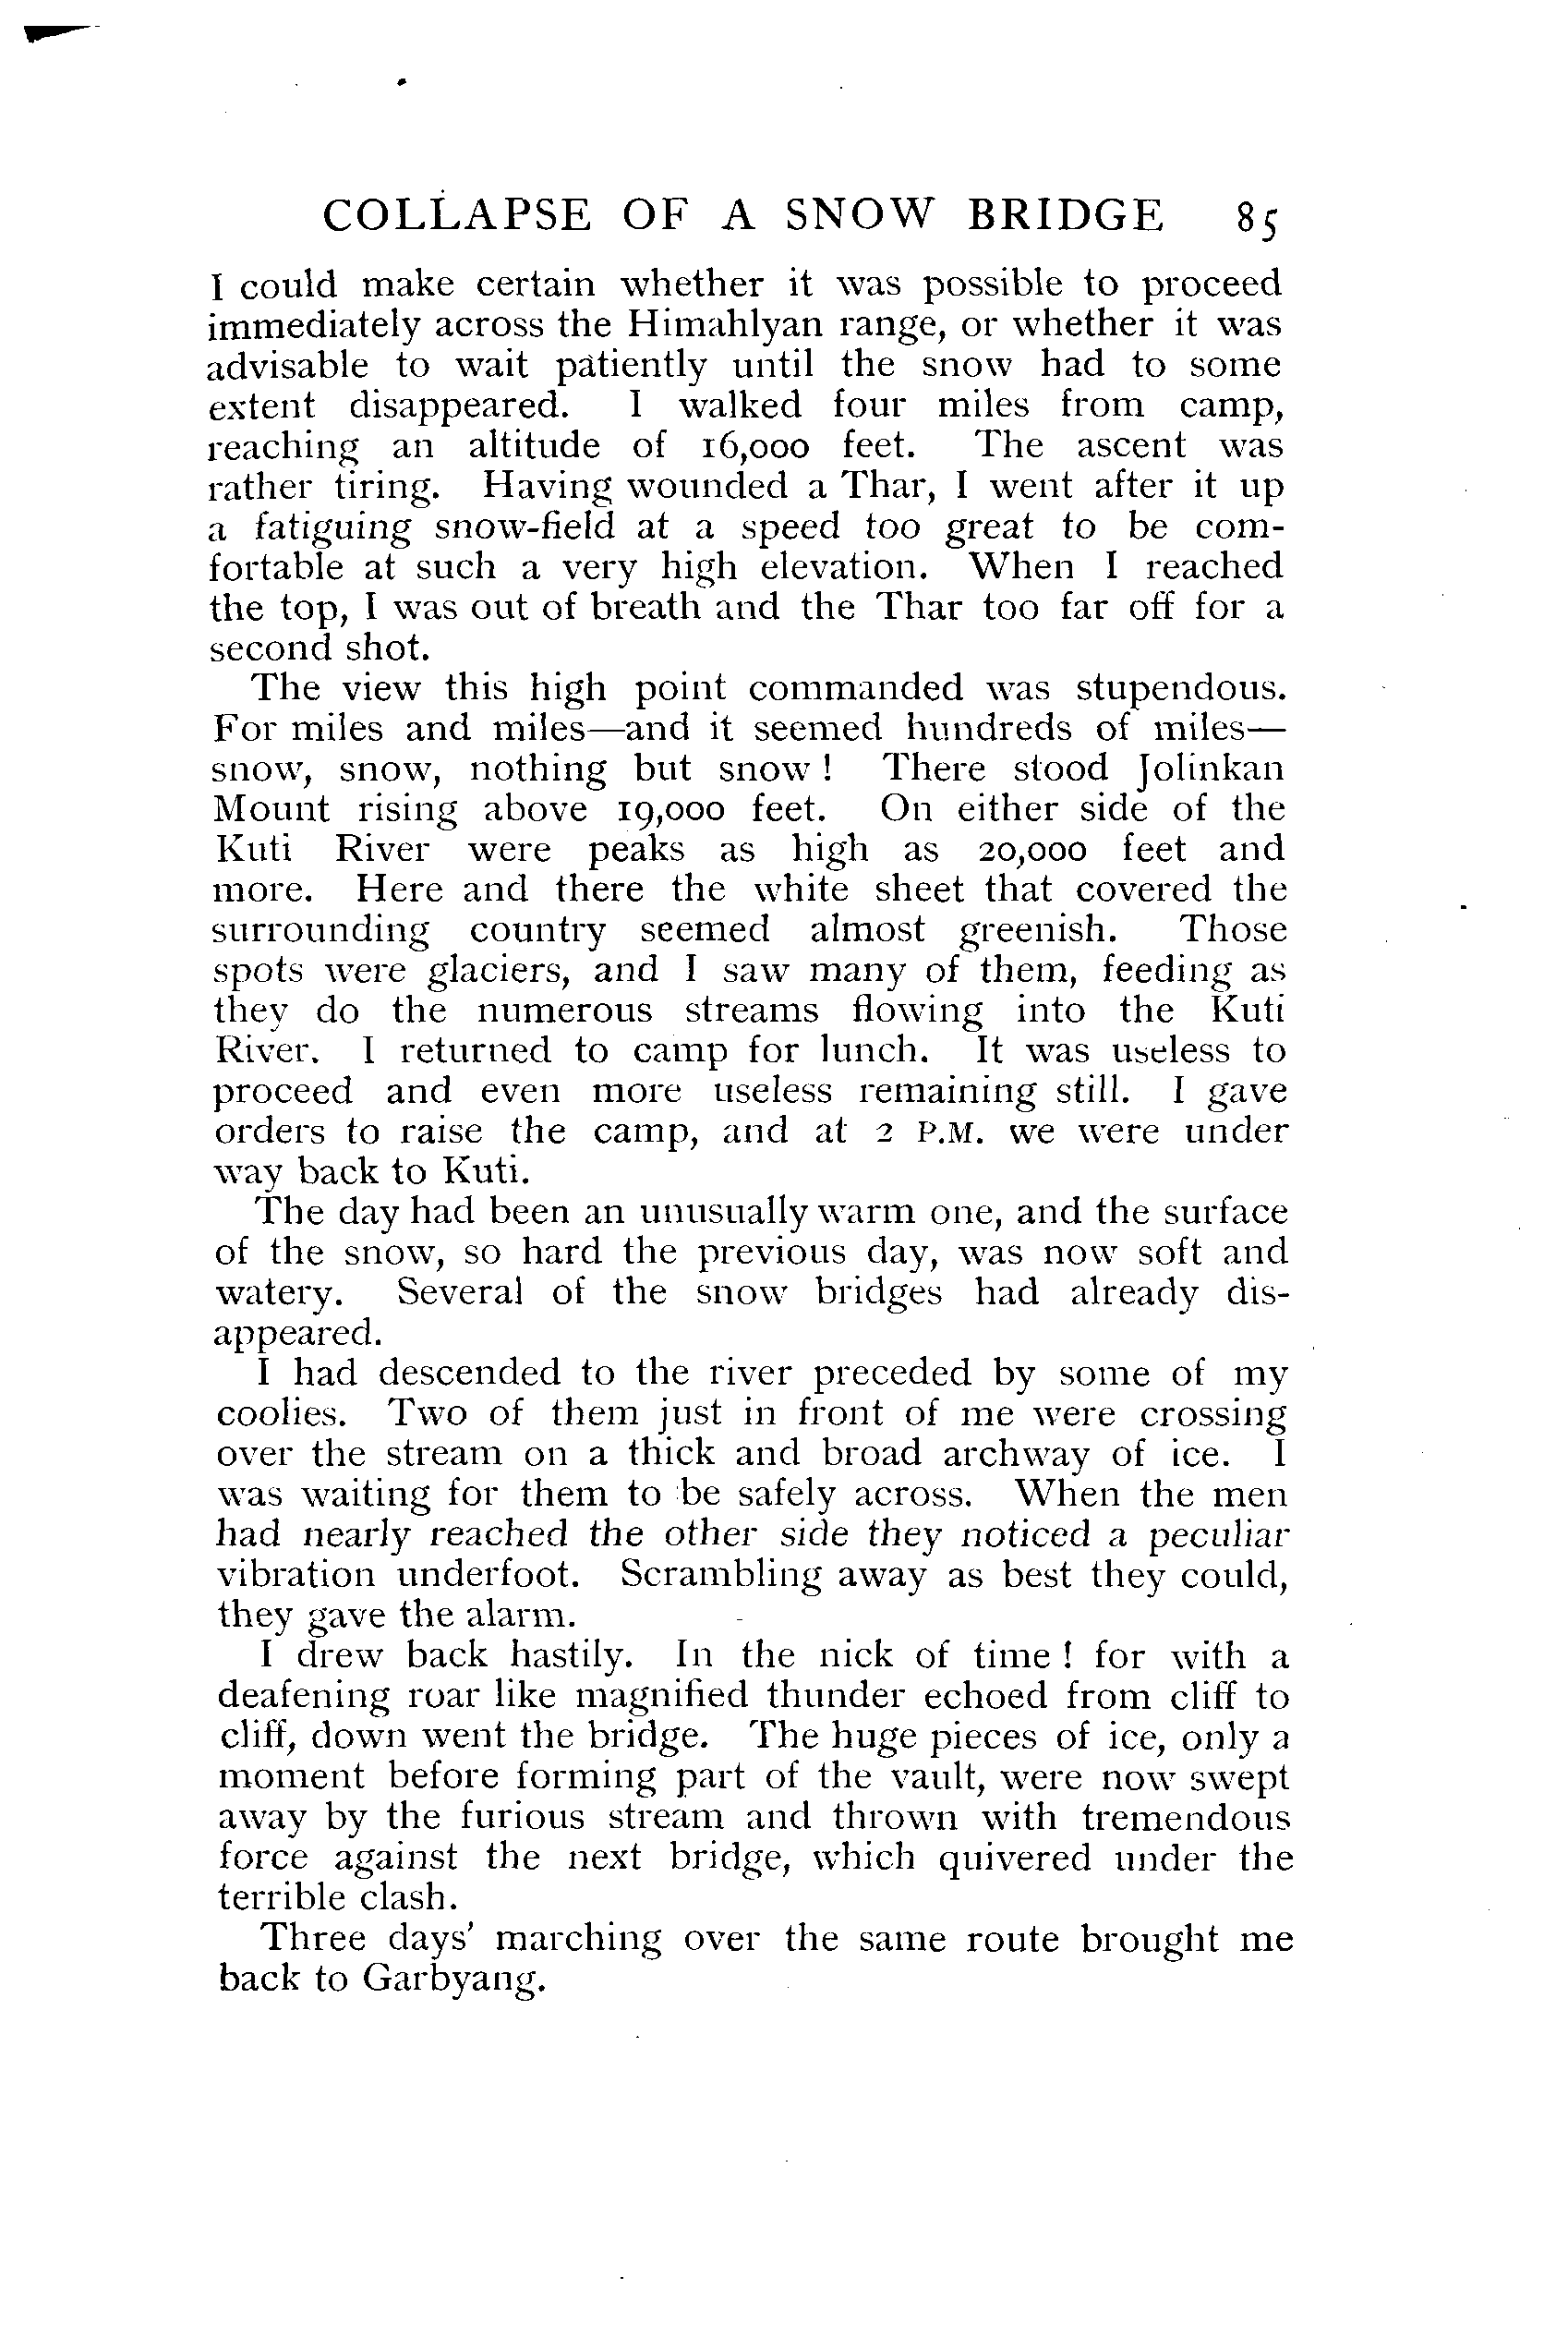 COLLAPSE OF A SNOW BRIDGE 85
I could make certain whether it was possible to proceed
immediately across the Himahlyan range, or whether it was
advisable to wait patiently until the snow had to some
extent disappeared. I walked four miles from camp,
reaching an altitude of 16,000 feet. The ascent was
rather tiring. Having wounded a Thar, I went after it up
a fatiguing snow-field at a speed too great to be com-
fortable at such a very high elevation. When I reached
the top, I was out of breath and the Thar too far off for a
second shot.
The view this high point commanded was stupendous.
For miles and miles—and it seemed hundreds of miles—
snow, snow, nothing but snow ! There stood Jolinkan
Mount rising above 19,000 feet. On either side of the
Kuti River were peaks as high as 20,000 feet and
more. Here and there the white sheet that covered the
surrounding country seemed almost greenish. Those
spots were glaciers, and I saw many of them, feeding as
they do the numerous streams flowing into the Kuti
River. I returned to camp for lunch. It was useless to
proceed and even more useless remaining still. I gave
orders to raise the camp, and at 2 P.M. we were under
way back to Kuti.
The day had been an unusually warm one, and the surface
of the snow, so hard the previous day, was now soft and
watery. Several of the snow bridges had already dis-
appeared.
I had descended to the river preceded by some of my
coolies. Two of them just in front of me were crossing
over the stream on a thick and broad archway of ice. I
was waiting for them to be safely across. When the men
had nearly reached the other side they noticed a peculiar
vibration underfoot. Scrambling away as best they could,
they gave the alarm.
I drew back hastily. In the nick of time ! for with a
deafening roar like magnified thunder echoed from cliff to
cliff, down went the bridge. The huge pieces of ice, only a
moment before forming part of the vault, were now swept
away by the furious stream and thrown with tremendous
force against the next bridge, which quivered under the
terrible clash.
Three days' marching over the same route brought me
back to Garbyang.